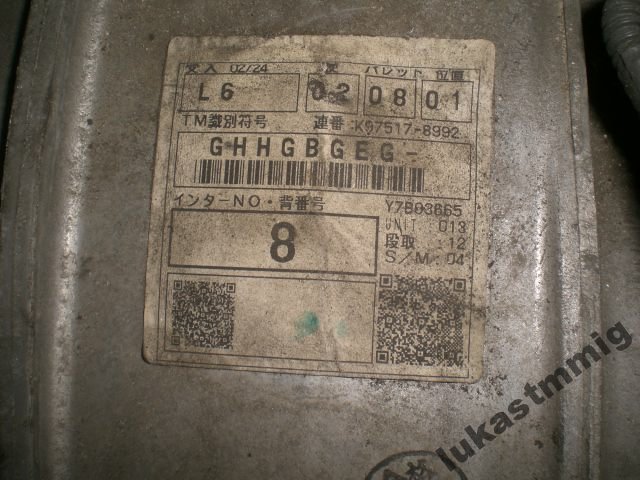 受入 02/24 パレット 位置
L6 02 08 01
TM識別符号 連番 :K97517-8992
GHHGBGEG-
インターNO・背番号 Y7B03665
UNIT :013
8 段取 :12
S/M :04
lukastmmig